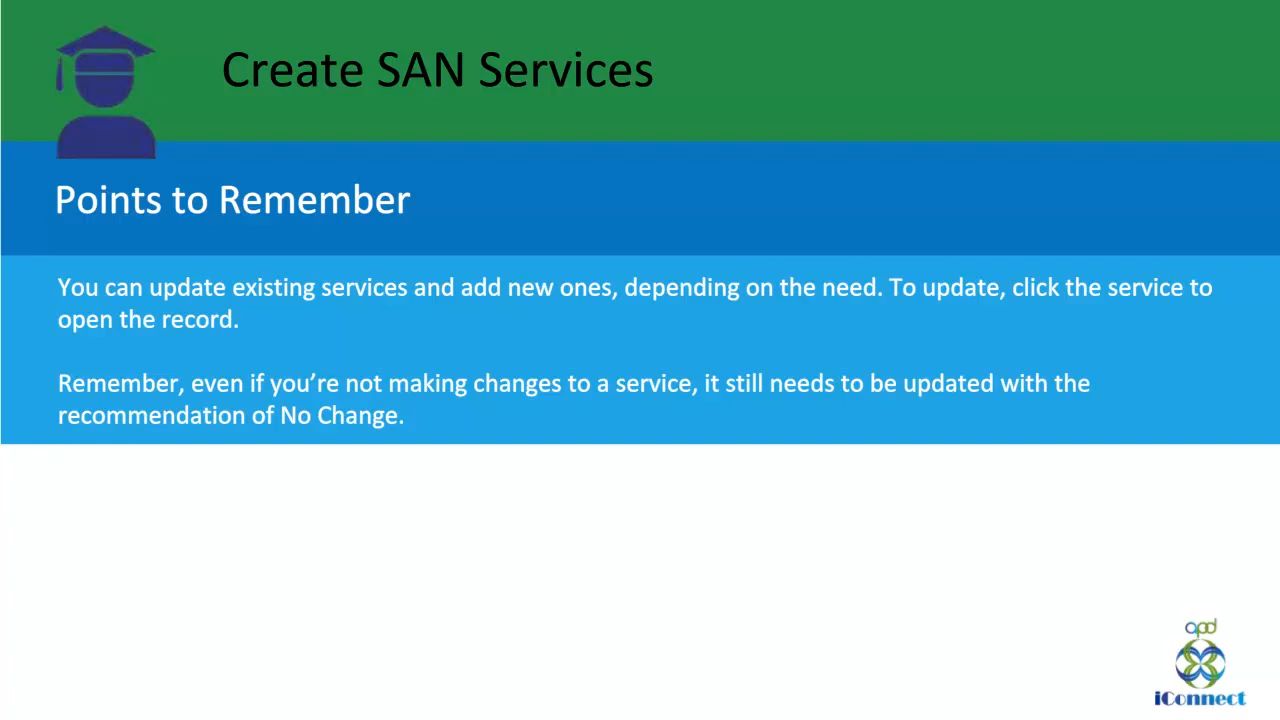 Create SAN Services
Points to Remember
You can update existing services and add new ones, depending on the need. To update, click the service to
open the record.
Remember, even if you’re not making changes to a service, it still needs to be updated with the
recommendation of No Change.
apd
iConnect